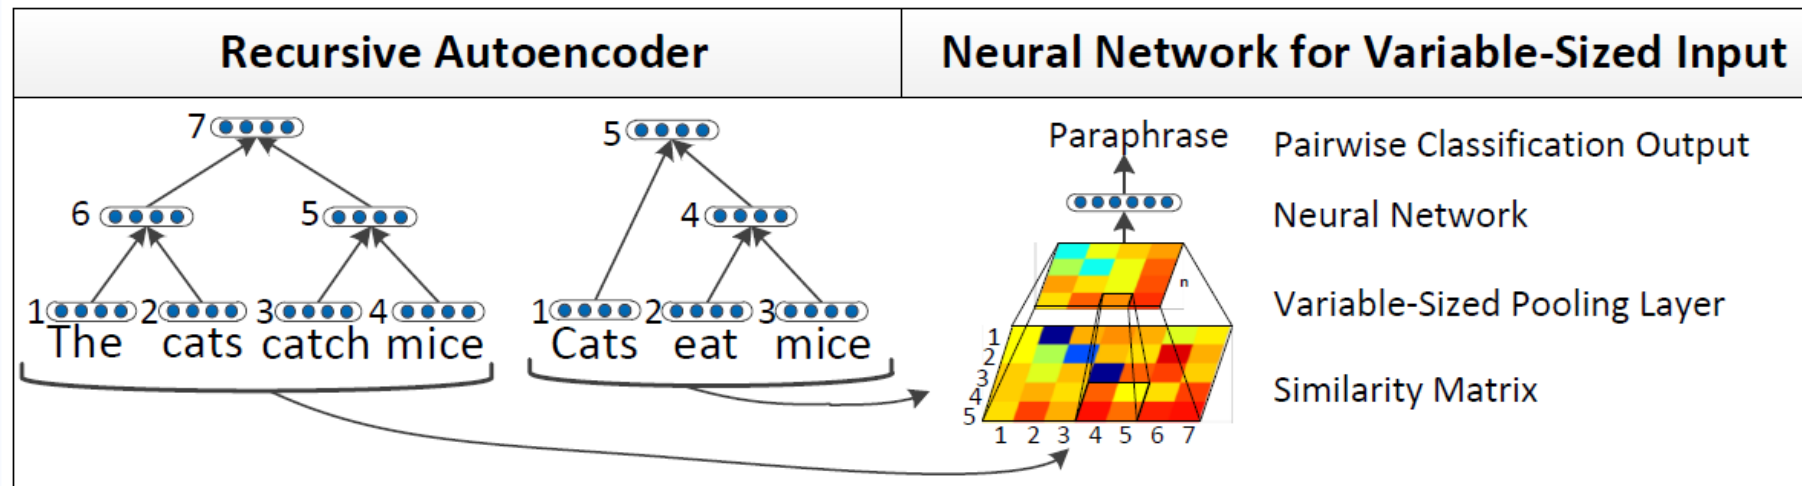 Recursive Autoencoder
Neural Network for Variable-Sized Input
7
6 5
1 2 3 4
The cats catch mice
5
4
1 2 3
Cats eat mice
Paraphrase
Pairwise Classification Output
Neural Network
n
Variable-Sized Pooling Layer
Similarity Matrix
1
2
3
4
5
1 2 3 4 5 6 7